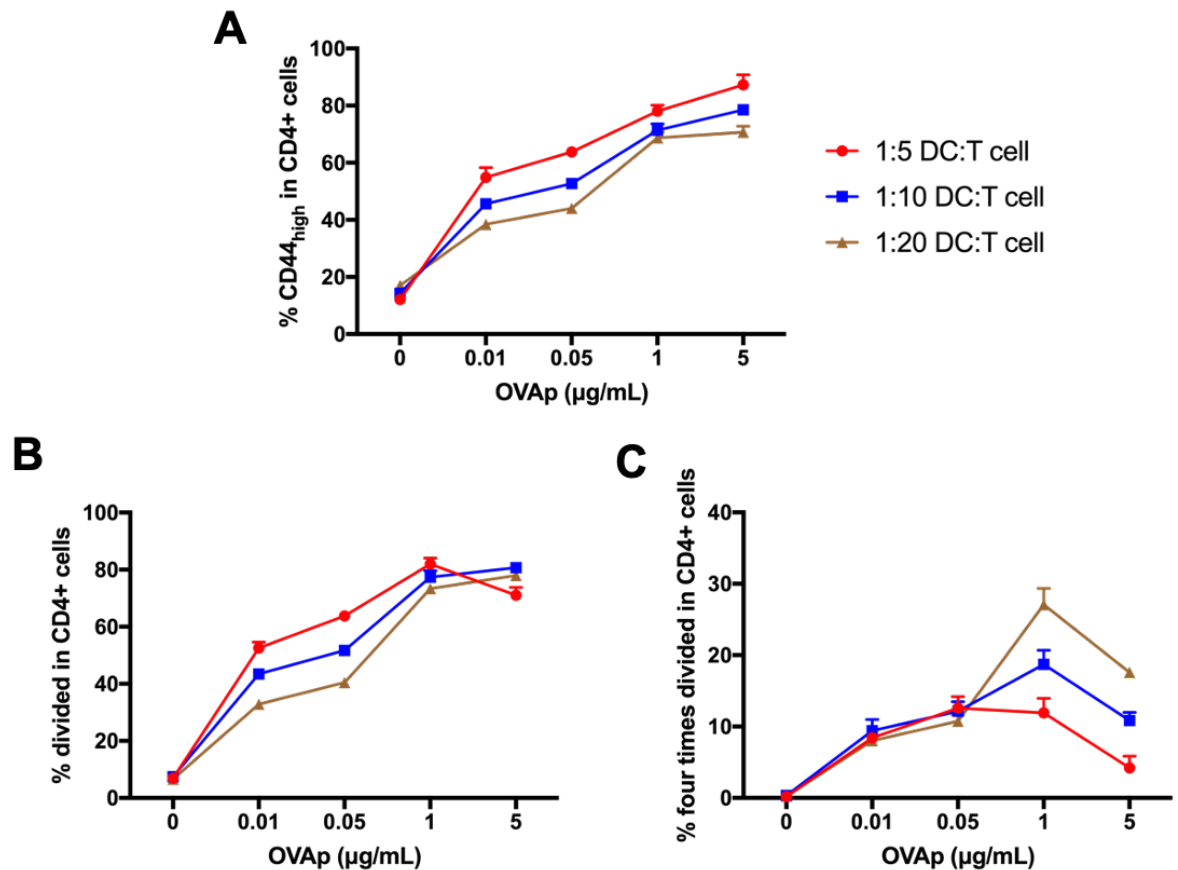 A
% CD44high in CD4+ cells
100
80
60
40
20
0
0 0.01 0.05 1 5
OVAp (µg/mL)
1:5 DC:T cell
1:10 DC:T cell
1:20 DC:T cell
B
% divided in CD4+ cells
100
80
60
40
20
0
0 0.01 0.05 1 5
OVAp (µg/mL)
C
% four times divided in CD4+ cells
40
30
20
10
0
0 0.01 0.05 1 5
OVAp (µg/mL)